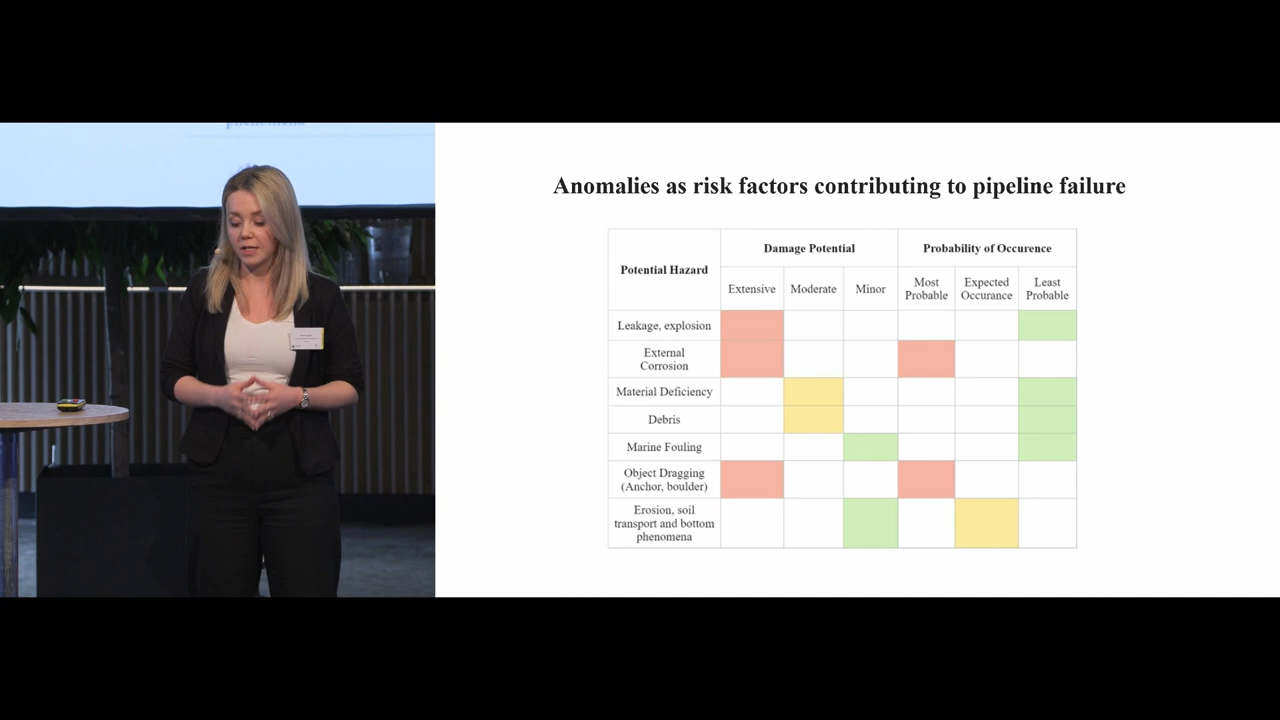 Anomalies as risk factors contributing to pipeline failure
Potential Hazard
Damage Potential
Probability of Occurence
Extensive
Moderate
Minor
Most
Probable
Expected
Occurance
Least
Probable
Leakage, explosion
External
Corrosion
Material Deficiency
Debris
Marine Fouling
Object Dragging
(Anchor, boulder)
Erosion, soil
transport and bottom
phenomena